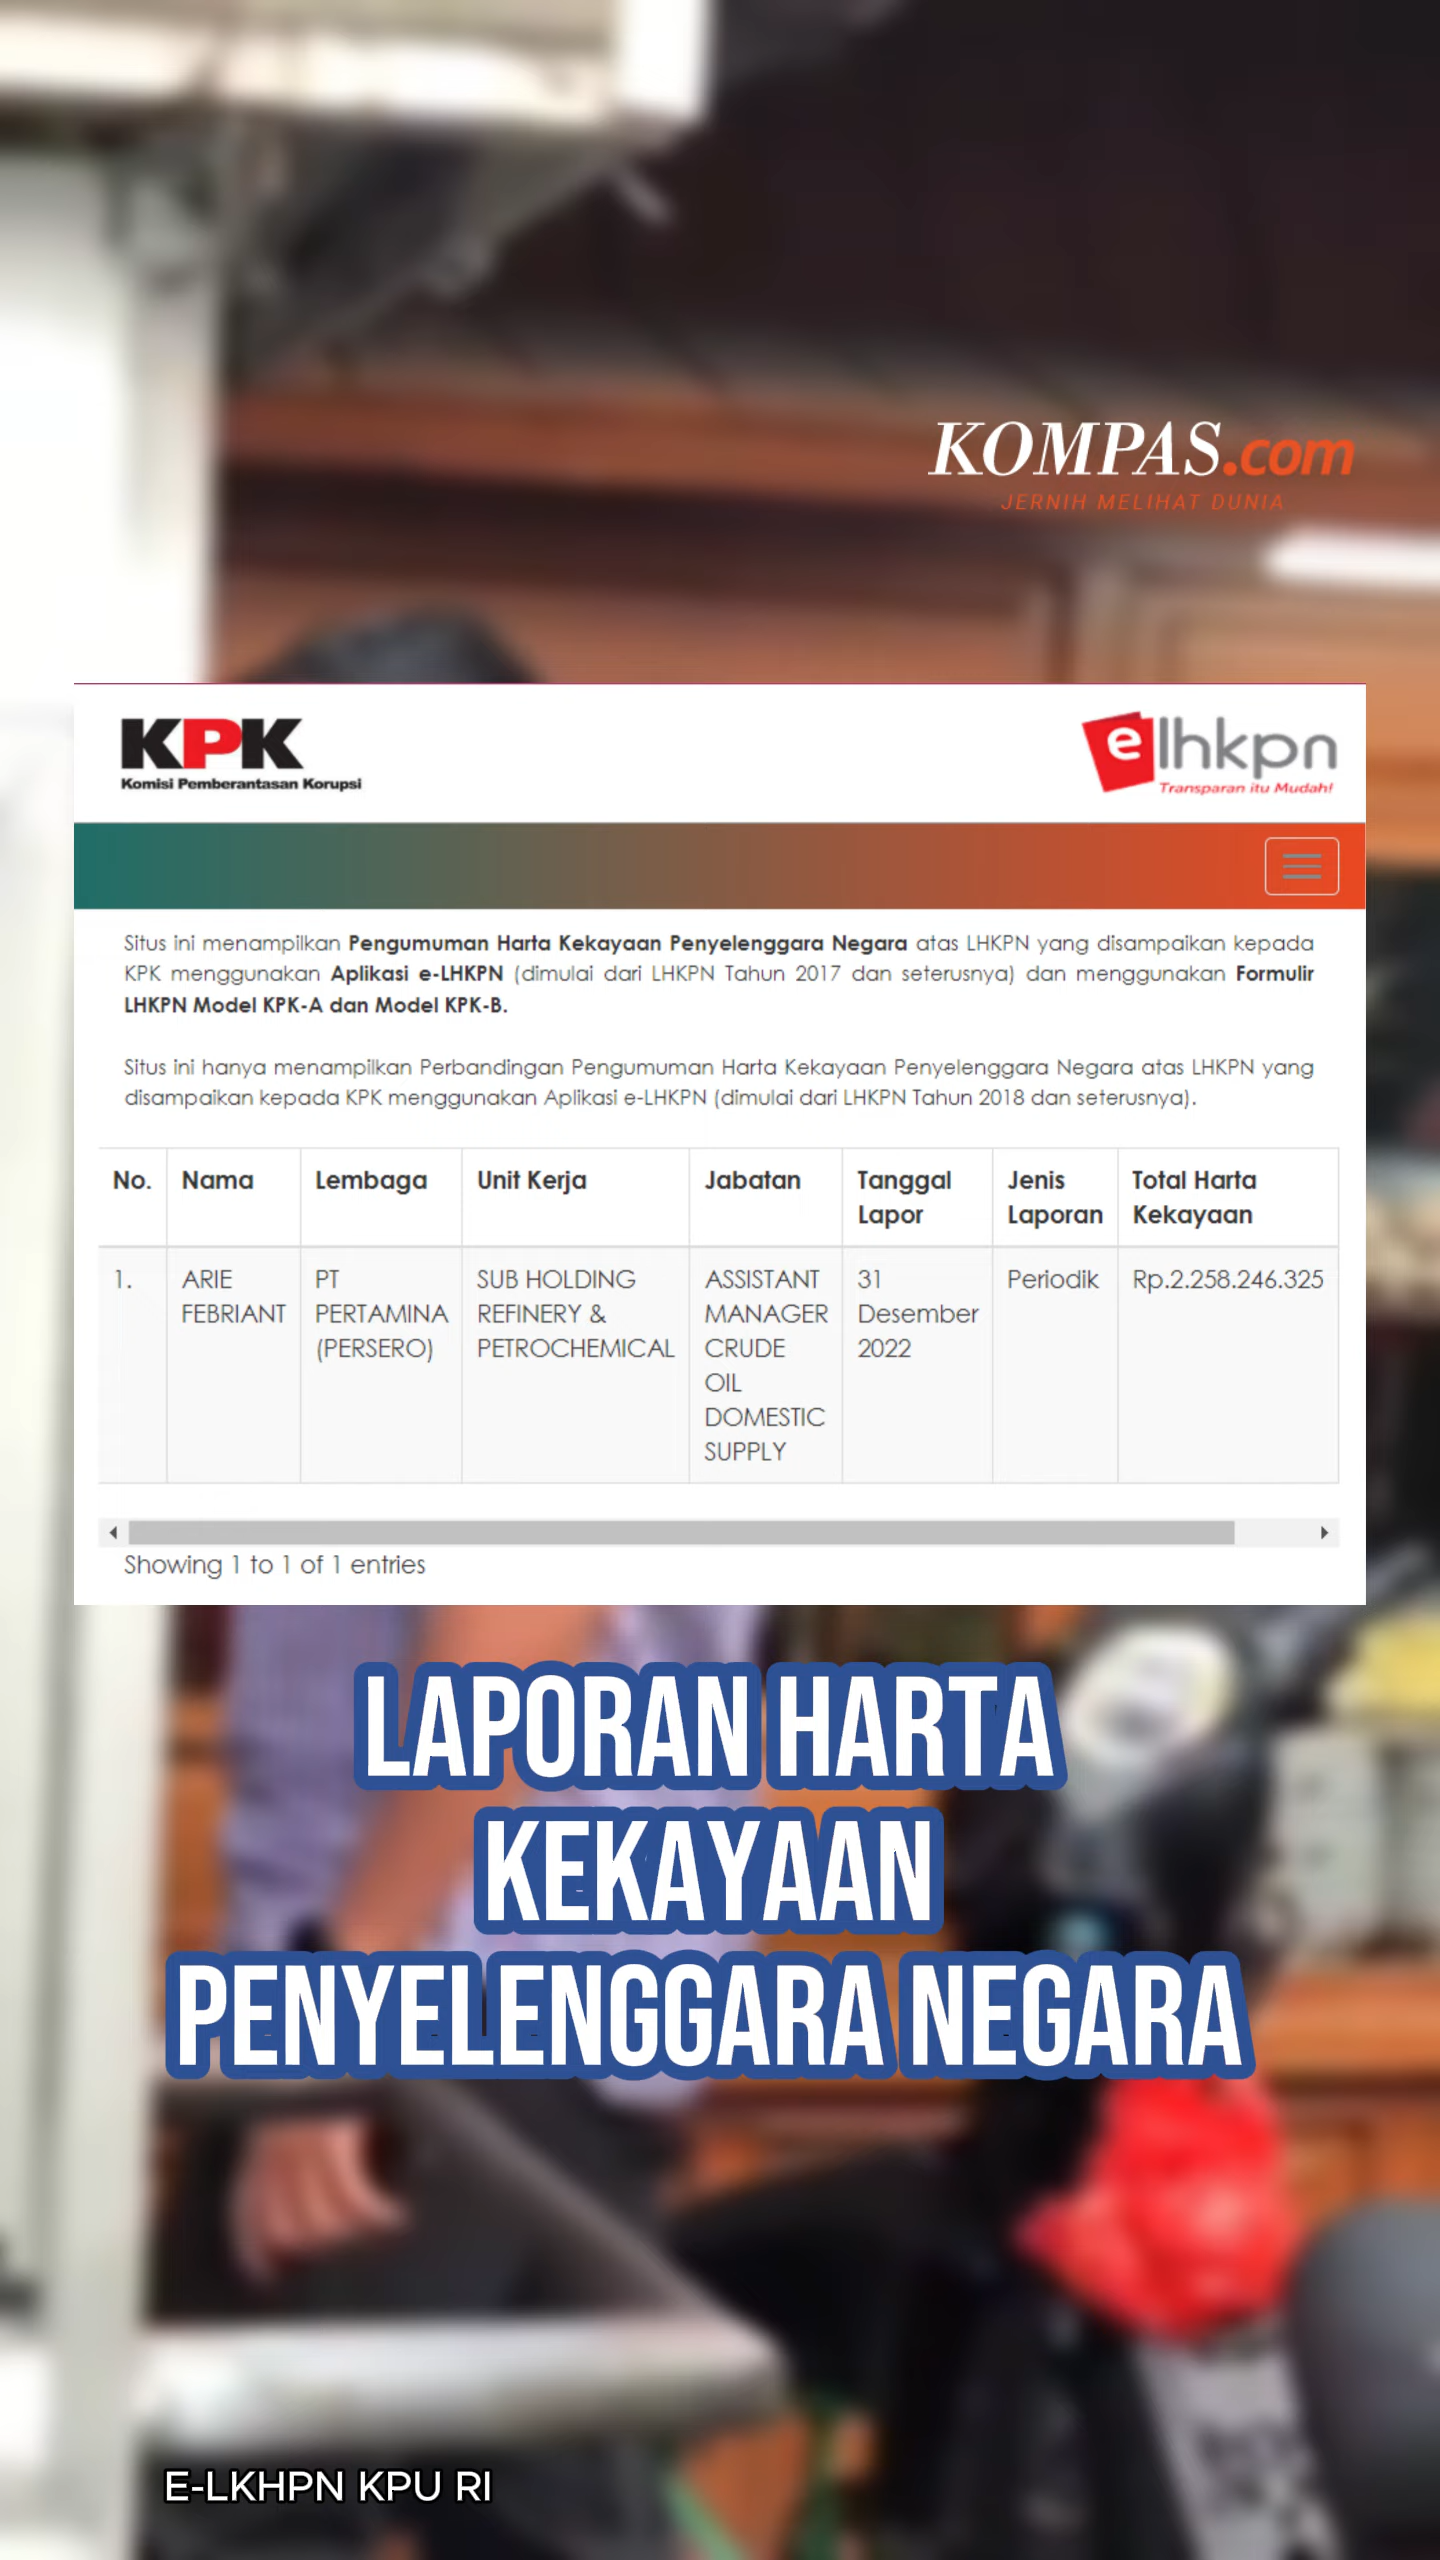 KOMPAS.com
JERNIH MELIHAT DUNIA
KPK
Komisi Pemberantasan Korupsi
elhkpn
Transparan itu Mudah!
Situs ini menampilkan Pengumuman Harta Kekayaan Penyelenggara Negara atas LHKPN yang disampaikan kepada
KPK menggunakan Aplikasi e-LHKPN (dimulai dari LHKPN Tahun 2017 dan seterusnya) dan menggunakan Formulir
LHKPN Model KPK-A dan Model KPK-B.
Situs ini hanya menampilkan Perbandingan Pengumuman Harta Kekayaan Penyelenggara Negara atas LHKPN yang
disampaikan kepada KPK menggunakan Aplikasi e-LHKPN (dimulai dari LHKPN Tahun 2018 dan seterusnya).
No. Nama Lembaga Unit Kerja Jabatan Tanggal Lapor Jenis Laporan Total Harta Kekayaan
1. ARIE FEBRIANT PT PERTAMINA (PERSERO) SUB HOLDING REFINERY & PETROCHEMICAL ASSISTANT MANAGER CRUDE OIL DOMESTIC SUPPLY 31 Desember 2022 Periodik Rp.2.258.246.325
Showing 1 to 1 of 1 entries
LAPORAN HARTA
KEKAYAAN
PENYELENGGARA NEGARA
E-LKHPN KPU RI